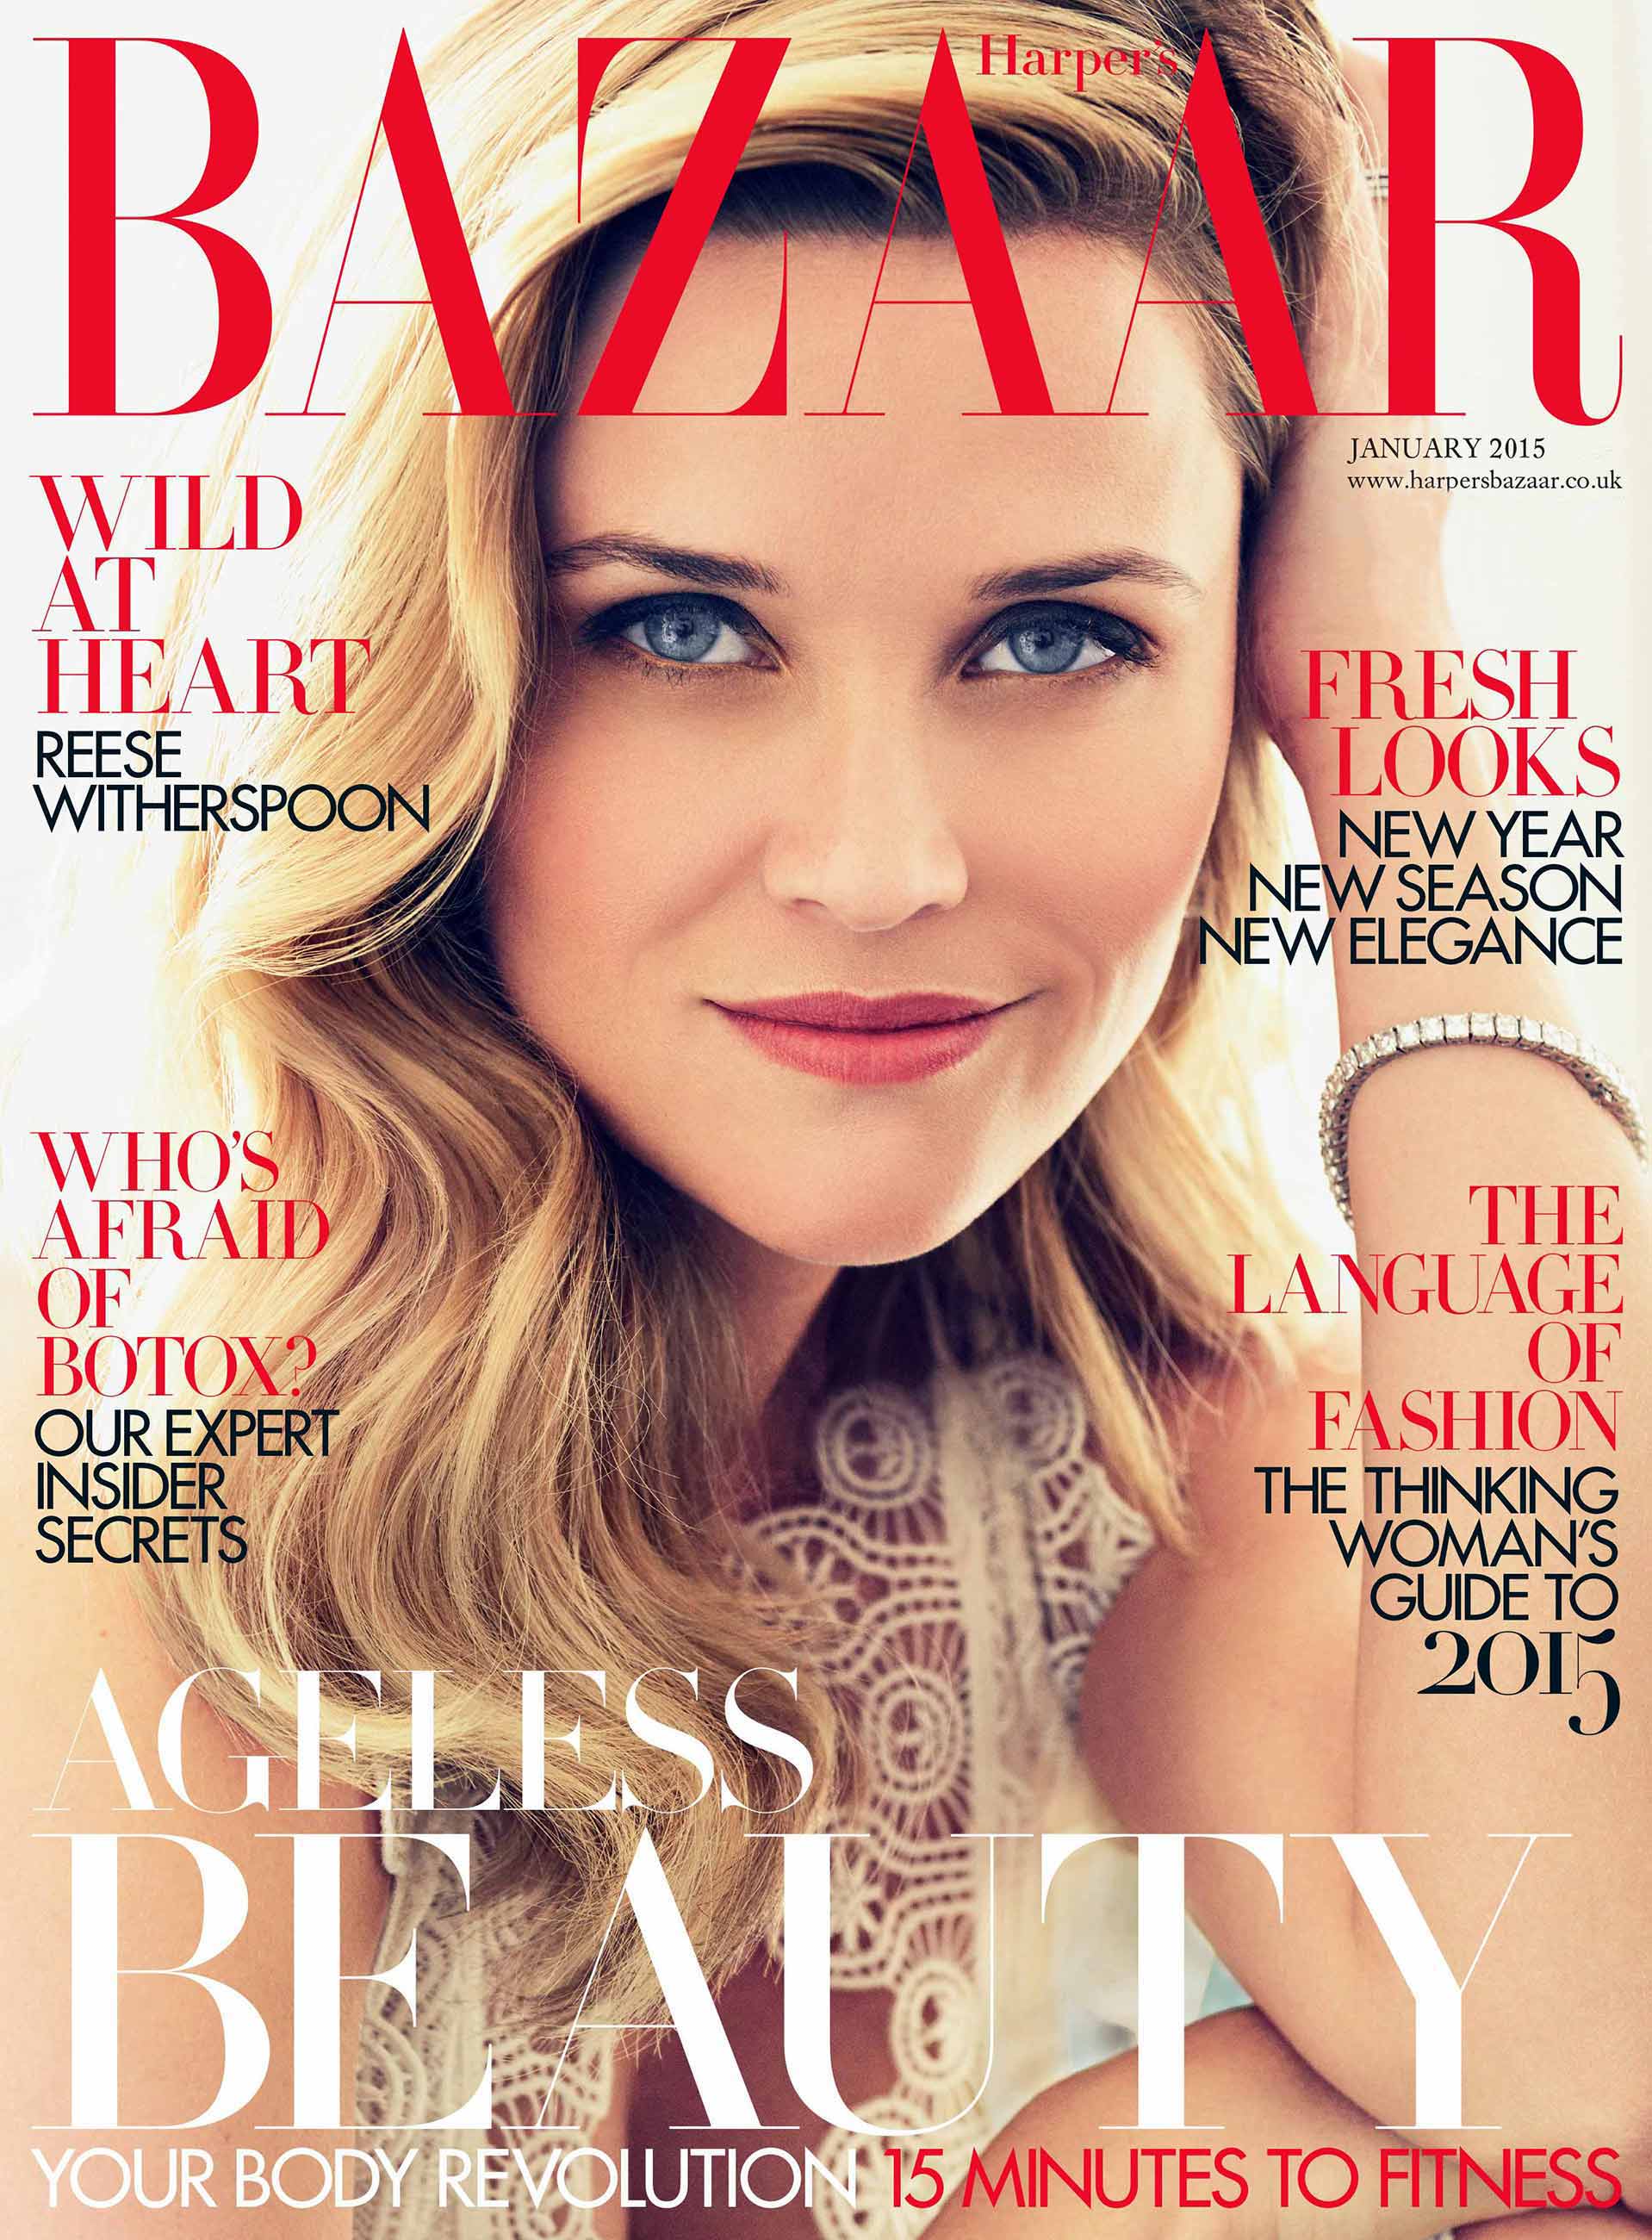 Harper's
BAZAAR
JANUARY 2015
www.harpersbazaar.co.uk
WILD
AT
HEART
REESE
WITHERSPOON
FRESH
LOOKS
NEW YEAR
NEW SEASON
NEW ELEGANCE
WHO'S
AFRAID
OF
BOTOX?
OUR EXPERT
INSIDER
SECRETS
THE
LANGUAGE
OF
FASHION
THE THINKING
WOMAN'S
GUIDE TO
2015
AGELESS
BEAUTY
YOUR BODY REVOLUTION 15 MINUTES TO FITNESS